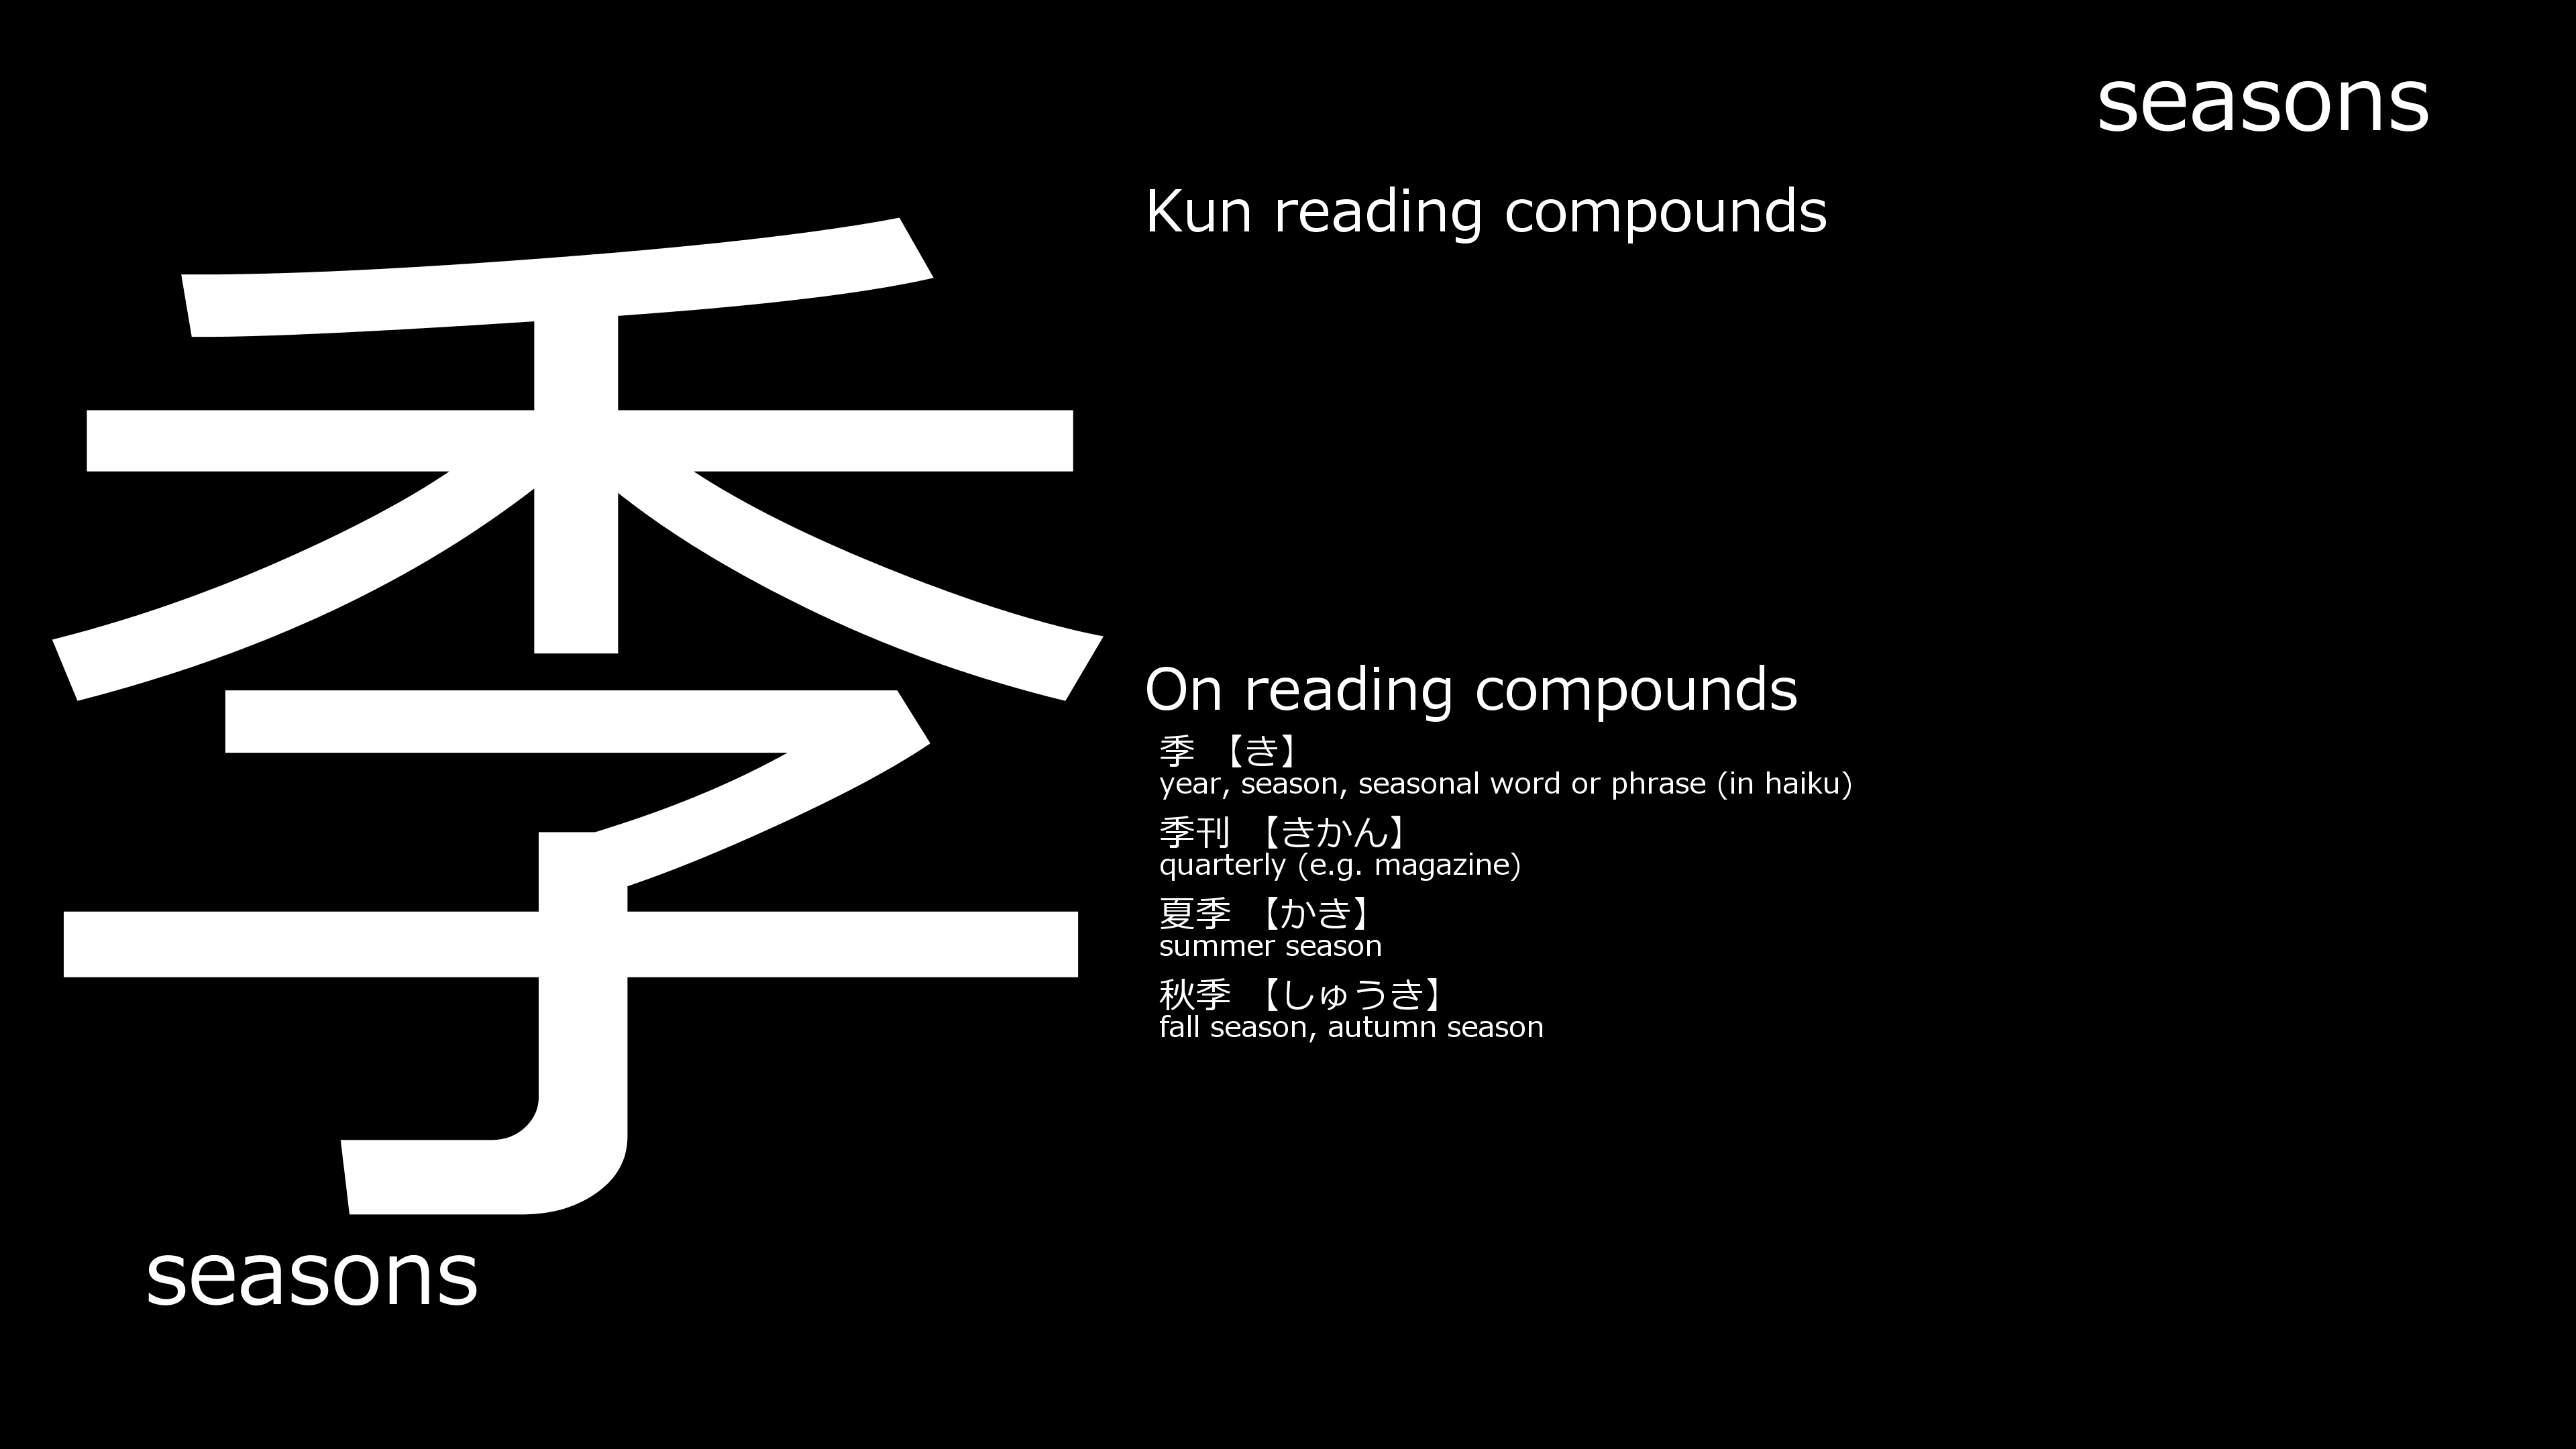 seasons
季
seasons
Kun reading compounds
On reading compounds
季 【き】
year, season, seasonal word or phrase (in haiku)
季刊 【きかん】
quarterly (e.g. magazine)
夏季 【かき】
summer season
秋季 【しゅうき】
fall season, autumn season